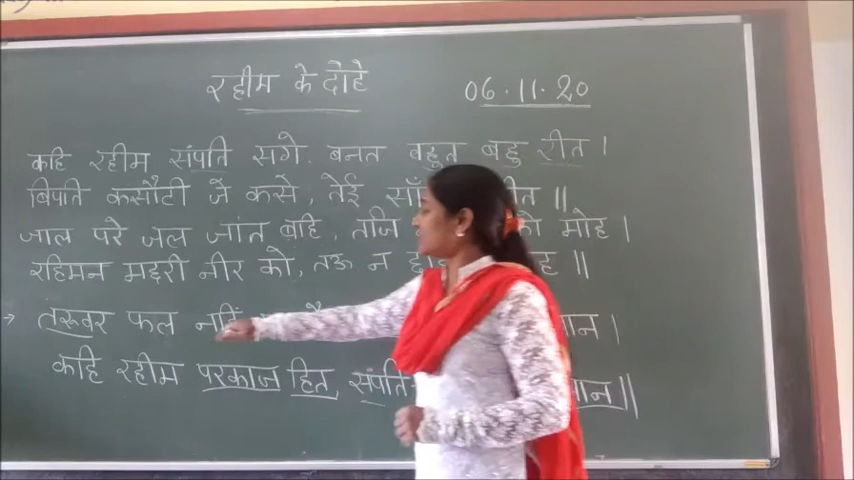 रहीम के दोहे
06.11.20
कहि रहीम संपति सगे. बनत बहुत बहु रीत।
बिपति कसौटी जे कसे, तेई ॥
जाल परे जल जात बहि, तजि मोह।
रहिमन मछरी नीर को, तऊ न ॥
तरूवर फल नहिं ।
कहि रहीम परकाज हित, संपति ॥